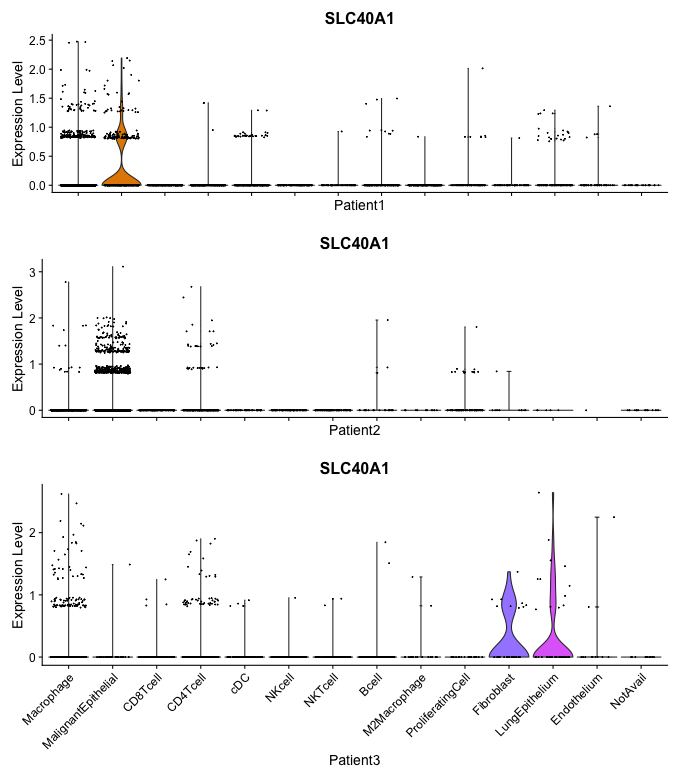 SLC40A1
Expression Level
2.5
2.0
1.5
1.0
0.5
0.0
Patient1
SLC40A1
Expression Level
3
2
1
0
Patient2
SLC40A1
Expression Level
2
1
0
Macrophage
MalignantEpithelial
CD8Tcell
CD4Tcell
cDC
NKcell
NKTcell
Bcell
M2Macrophage
ProliferatingCell
Fibroblast
LungEpithelium
Endothelium
NotAvail
Patient3